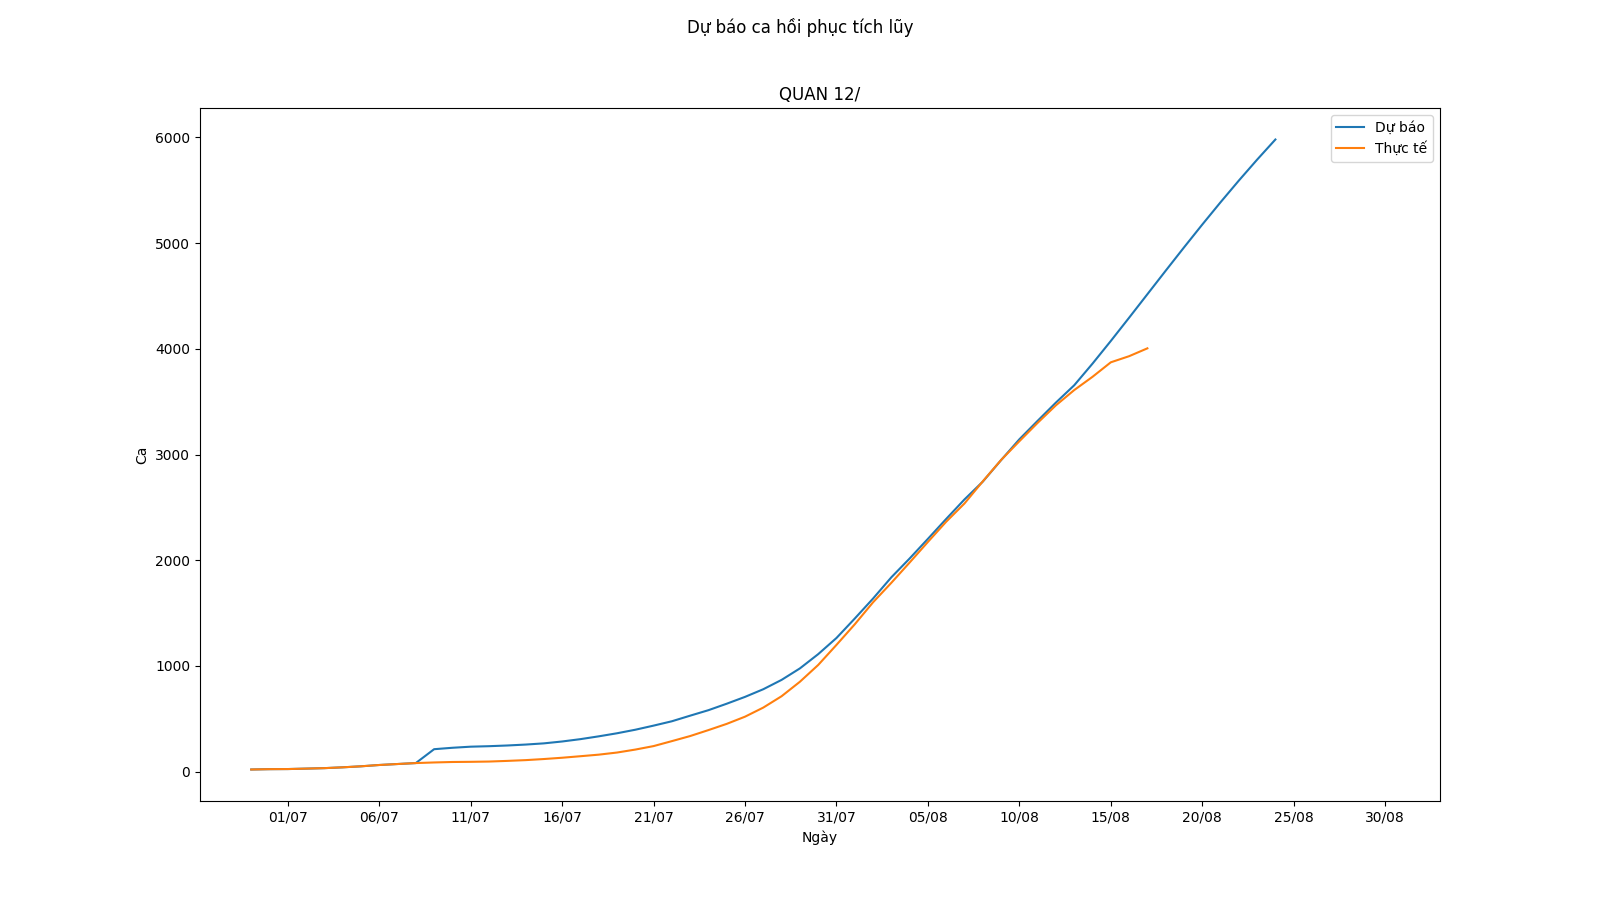 Dự báo ca hồi phục tích lũy
QUAN 12/
Dự báo
Thực tế
6000
5000
4000
3000
2000
1000
0
Ca
01/07 06/07 11/07 16/07 21/07 26/07 31/07 05/08 10/08 15/08 20/08 25/08 30/08
Ngày